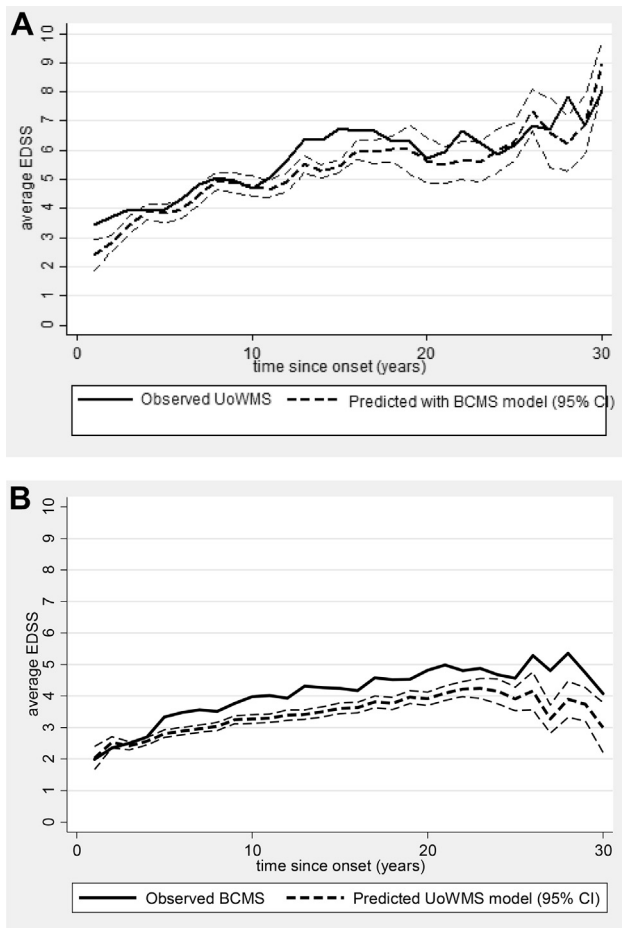 A
average EDSS
10
9
8
7
6
5
4
3
2
1
0
0 10 20 30
time since onset (years)
Observed UoWMS Predicted with BCMS model (95% CI)
B
average EDSS
10
9
8
7
6
5
4
3
2
1
0
0 10 20 30
time since onset (years)
Observed BCMS Predicted UoWMS model (95% CI)